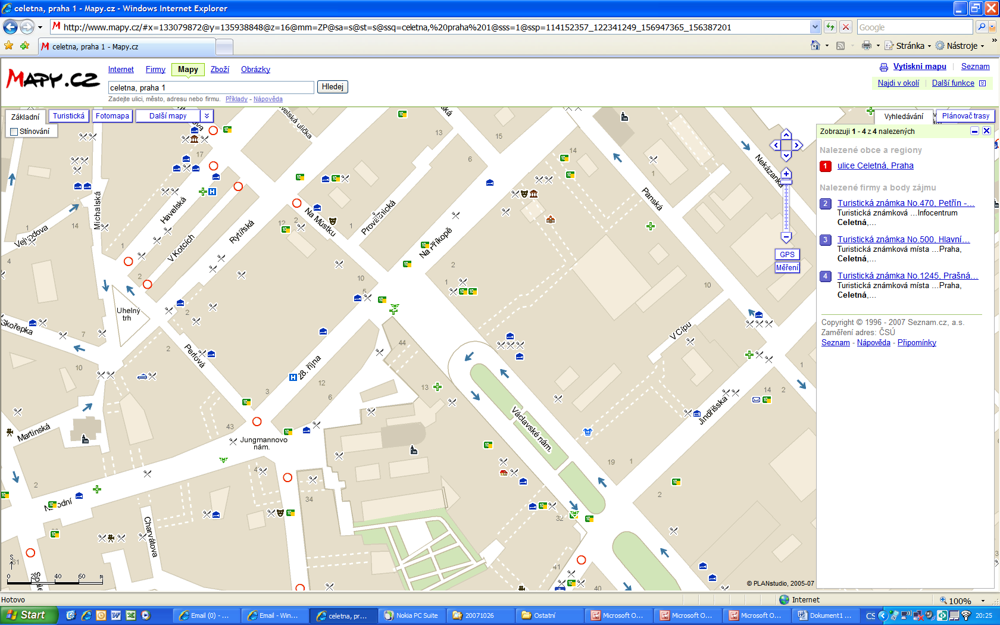 celetna, praha 1 - Mapy.cz - Windows Internet Explorer
http://www.mapy.cz/#x=133079872@y=135938848@z=16@mm=ZP@sa=s@st=s@ssq=celetna,%20praha%201@sss=1@ssp=114152357_122341249_156947365_156387201
Google
celetna, praha 1 - Mapy.cz
Stránka
Nástroje
MAPY.CZ
Internet Firmy Mapy Zboží Obrázky
celetna, praha 1
Hledej
Zadejte ulici, město, adresu nebo firmu. Příklady - Nápověda
Vytiskni mapu Seznam
Najdi v okolí Další funkce
Základní Turistická Fotomapa Další mapy
Stínování
Vyhledávání Plánovač trasy
Zobrazuji 1 - 4 z 4 nalezených
Nalezené obce a regiony
1 ulice Celetná, Praha
Nalezené firmy a body zájmu
2 Turistická známka No.470, Petřín -...
Turistická známková ...Infocentrum
Celetná,...
3 Turistická známka No.500, Hlavní...
Turistická známková místa ...Praha,
Celetná,...
4 Turistická známka No.1245, Prašná...
Turistická známková místa ...Praha,
Celetná,...
Copyright © 1996 - 2007 Seznam.cz, a.s.
Zaměření adres: ČSÚ
Seznam - Nápověda - Připomínky
GPS
Měření
Havelská
V Kotcích
Rytířská
Na Můstku
Provaznická
Na Příkopě
Panská
Nekázanka
Michalská
Vejvodova
Uhelný
trh
Skořepka
Perlová
28. října
V Cípu
Jindřišská
Václavské nám.
Martinská
Jungmannovo
nám.
Národní
Charvátova
17
13
15
14
6
1
14
1
4
1
2
12
2
1
2
10
5
1
10
2
7
2
10
44
3
12
6
13
43
14
2
1
19
1
2
2
4
34
32
41
40
S
0 20 40 60 m
© PLANstudio, 2005-07
Hotovo
Internet
100%
Start
Email (0) - ...
Email - Win...
celetna, pr...
Nokia PC Suite
20071026
Ostatní
Microsoft O...
Microsoft O...
Microsoft O...
Dokument1 ...
CS
20:25